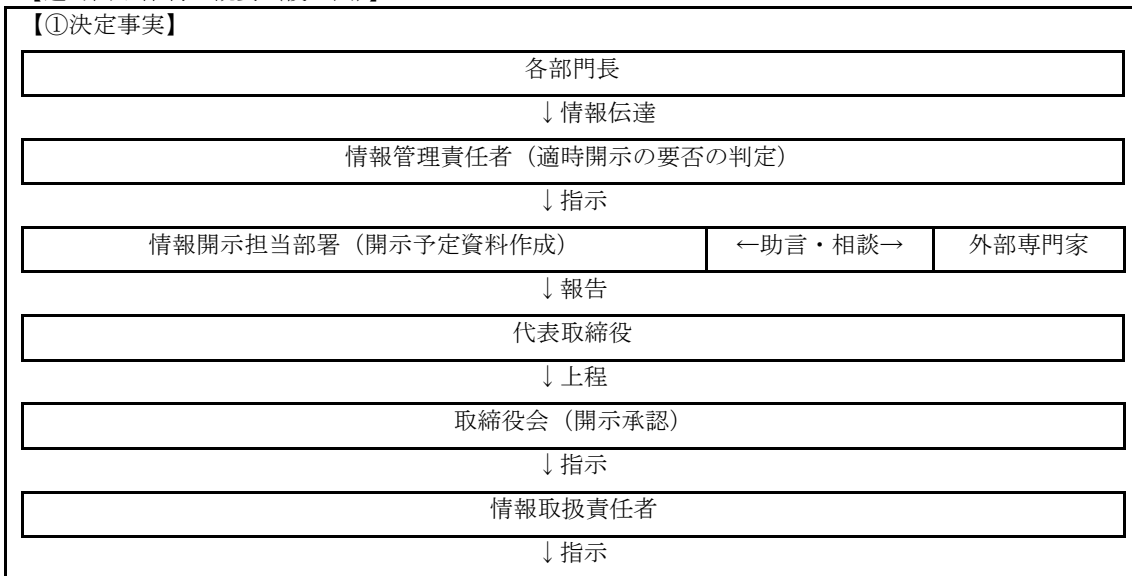 【①決定事実】
各部門長
↓情報伝達
情報管理責任者（適時開示の要否の判定）
↓指示
情報開示担当部署（開示予定資料作成） ←助言・相談→ 外部専門家
↓報告
代表取締役
↓上程
取締役会（開示承認）
↓指示
情報取扱責任者
↓指示